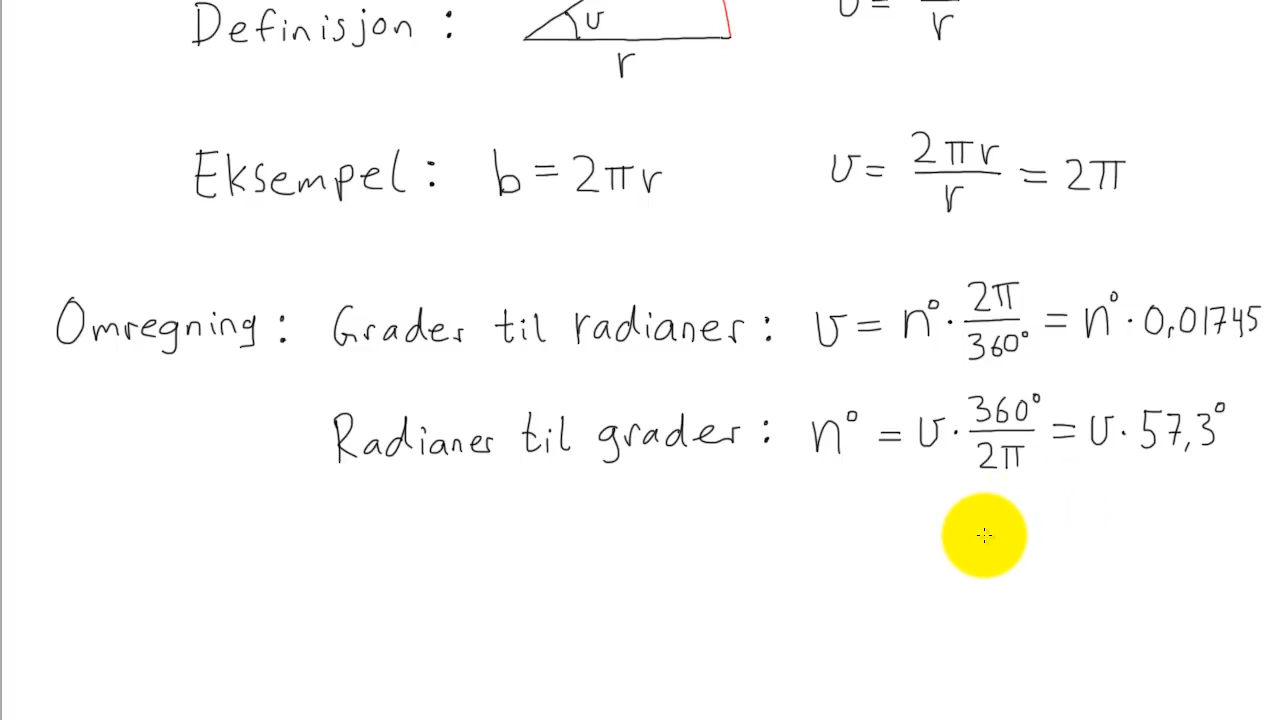 Definisjon : v v = r
r
Eksempel : b = 2πr v = 2πr/r = 2π
Omregning : Grader til radianer : v = n° · 2π/360° = n° · 0,01745
Radianer til grader : n° = v · 360°/2π = v · 57,3°